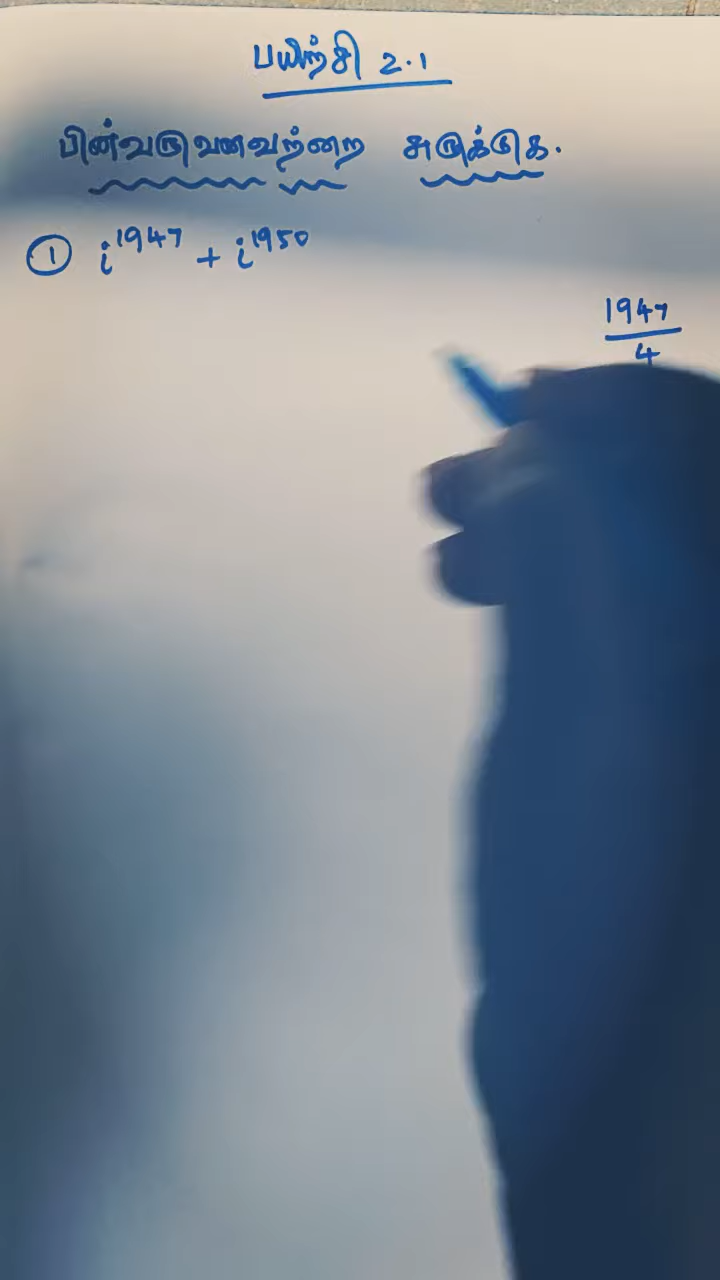 பயிற்சி 2.1
பின்வருவனவற்றை சுருக்குக.
① i^1947 + i^1950
1947
4